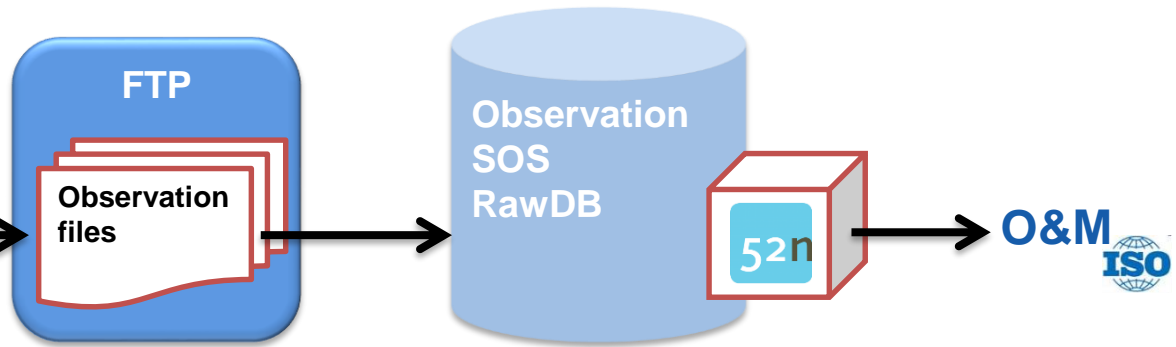 FTP
Observation
files
Observation
SOS
RawDB
52n
O&M
ISO